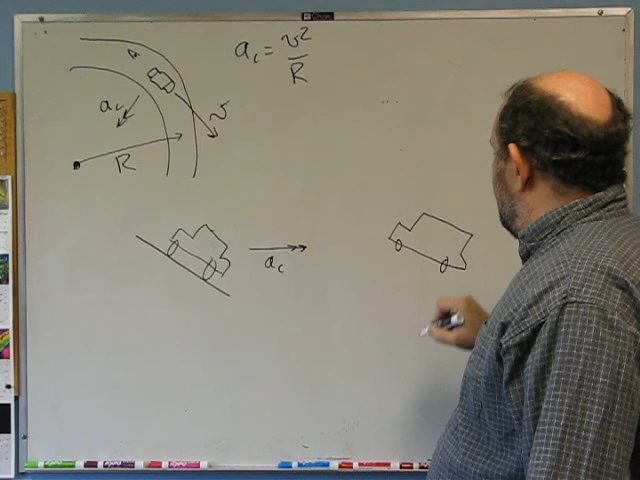 a_c = v²/R
a_c
v
R
a_c